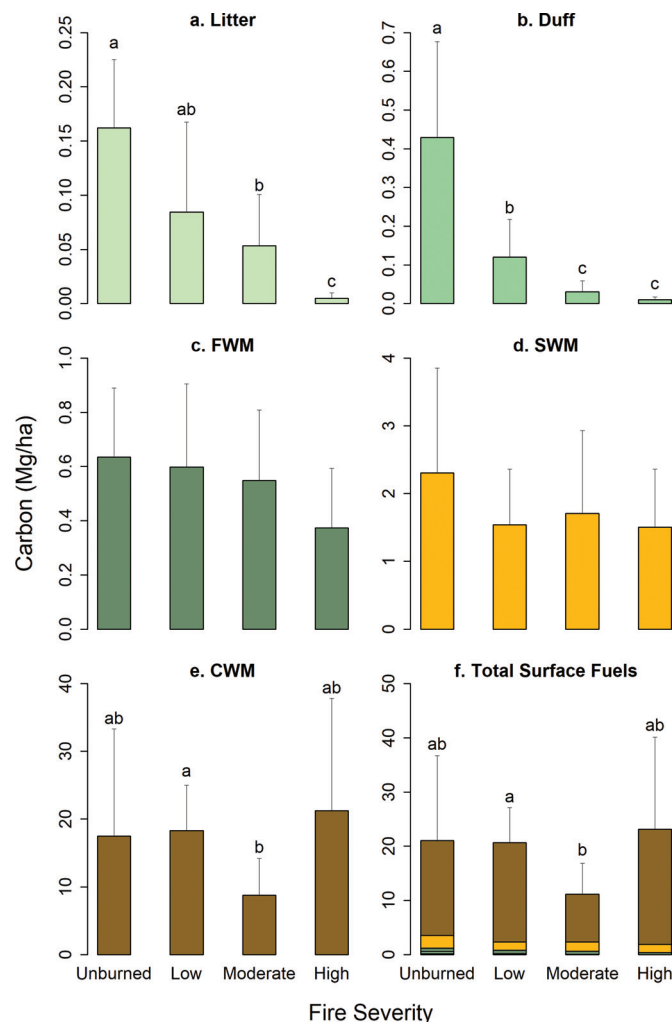 a. Litter
0.25
0.20
0.15
0.10
0.05
0.00
a
ab
b
c
b. Duff
0.7
0.6
0.5
0.4
0.3
0.2
0.1
0.0
a
b
c
c
c. FWM
1.0
0.8
0.6
0.4
0.2
0.0
d. SWM
4
3
2
1
0
Carbon (Mg/ha)
e. CWM
40
30
20
10
0
ab
a
b
ab
Unburned Low Moderate High
f. Total Surface Fuels
50
40
30
20
10
0
ab
a
b
ab
Unburned Low Moderate High
Fire Severity